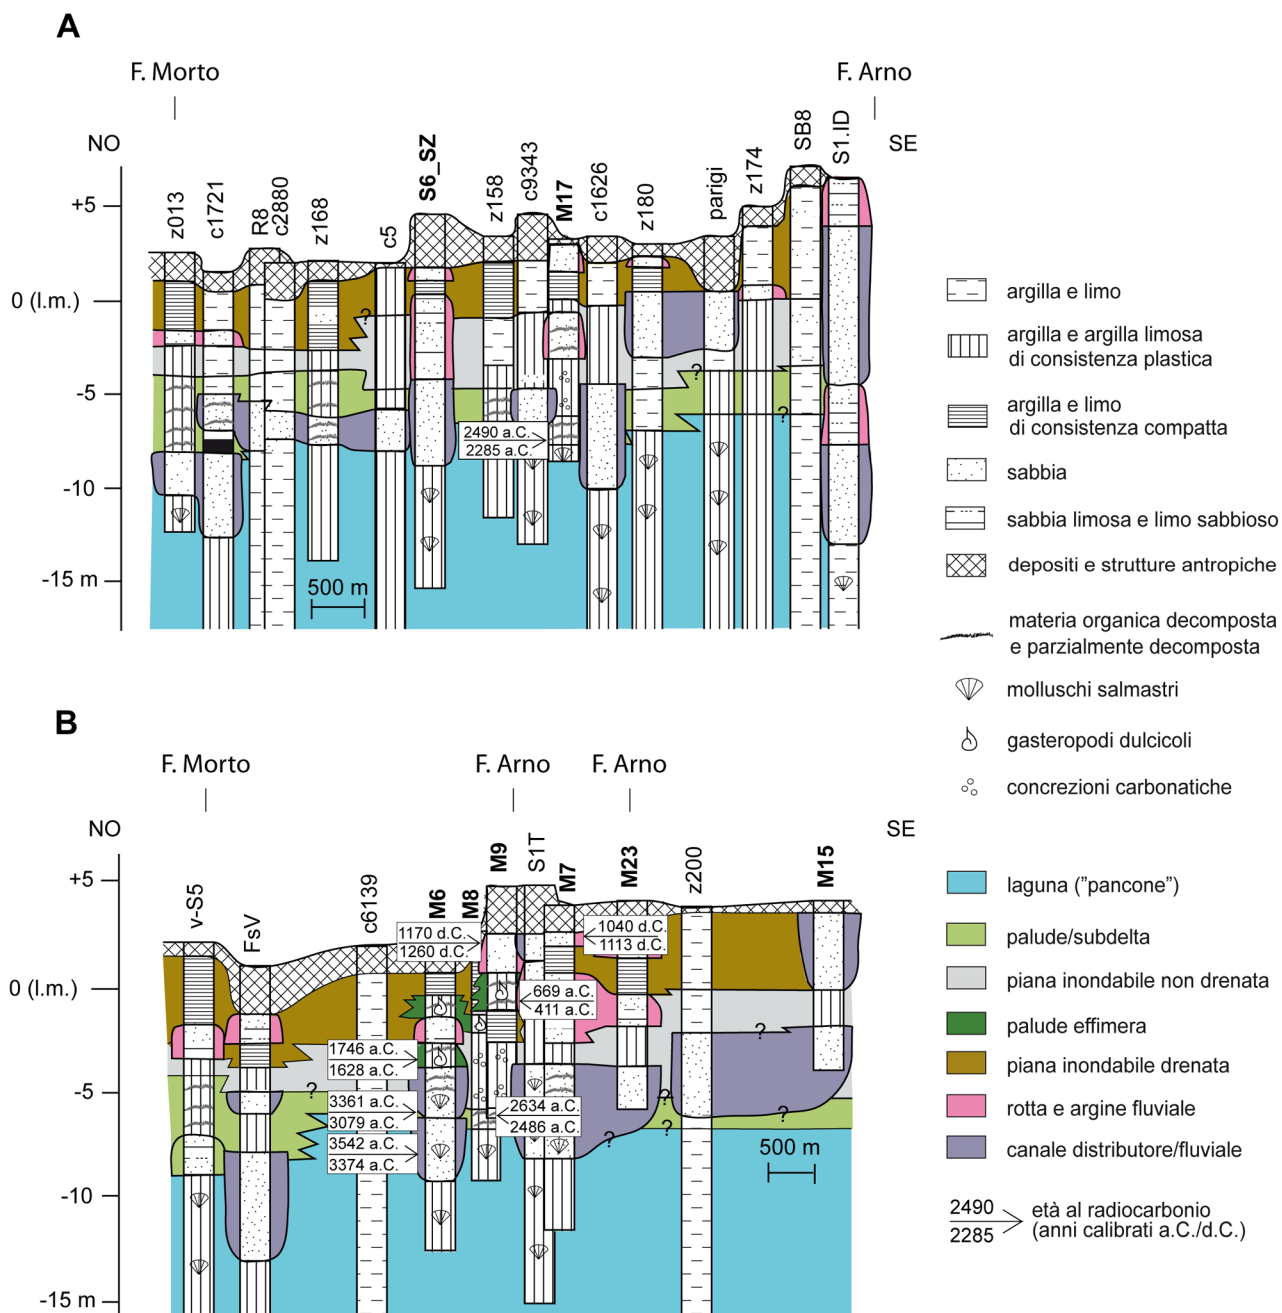 A
F. Morto
F. Arno
NO
SE
z013
c1721
R8
c2880
z168
c5
S6_SZ
z158
c9343
M17
c1626
z180
parigi
z174
SB8
S1.ID
+5
0 (l.m.)
-5
-10
-15 m
?
?
?
2490 a.C.
2285 a.C.
500 m
argilla e limo
argilla e argilla limosa
di consistenza plastica
argilla e limo
di consistenza compatta
sabbia
sabbia limosa e limo sabbioso
depositi e strutture antropiche
materia organica decomposta
e parzialmente decomposta
molluschi salmastri
gasteropodi dulcicoli
concrezioni carbonatiche
B
F. Morto
F. Arno
F. Arno
NO
SE
v-S5
FsV
c6139
M6
M8
M9
S1T
M7
M23
z200
M15
+5
0 (l.m.)
-5
-10
-15 m
1170 d.C.
1260 d.C.
1040 d.C.
1113 d.C.
669 a.C.
411 a.C.
1746 a.C.
1628 a.C.
3361 a.C.
3079 a.C.
3542 a.C.
3374 a.C.
2634 a.C.
2486 a.C.
?
?
?
?
?
?
500 m
laguna ("pancone")
palude/subdelta
piana inondabile non drenata
palude effimera
piana inondabile drenata
rotta e argine fluviale
canale distributore/fluviale
2490
2285
età al radiocarbonio
(anni calibrati a.C./d.C.)